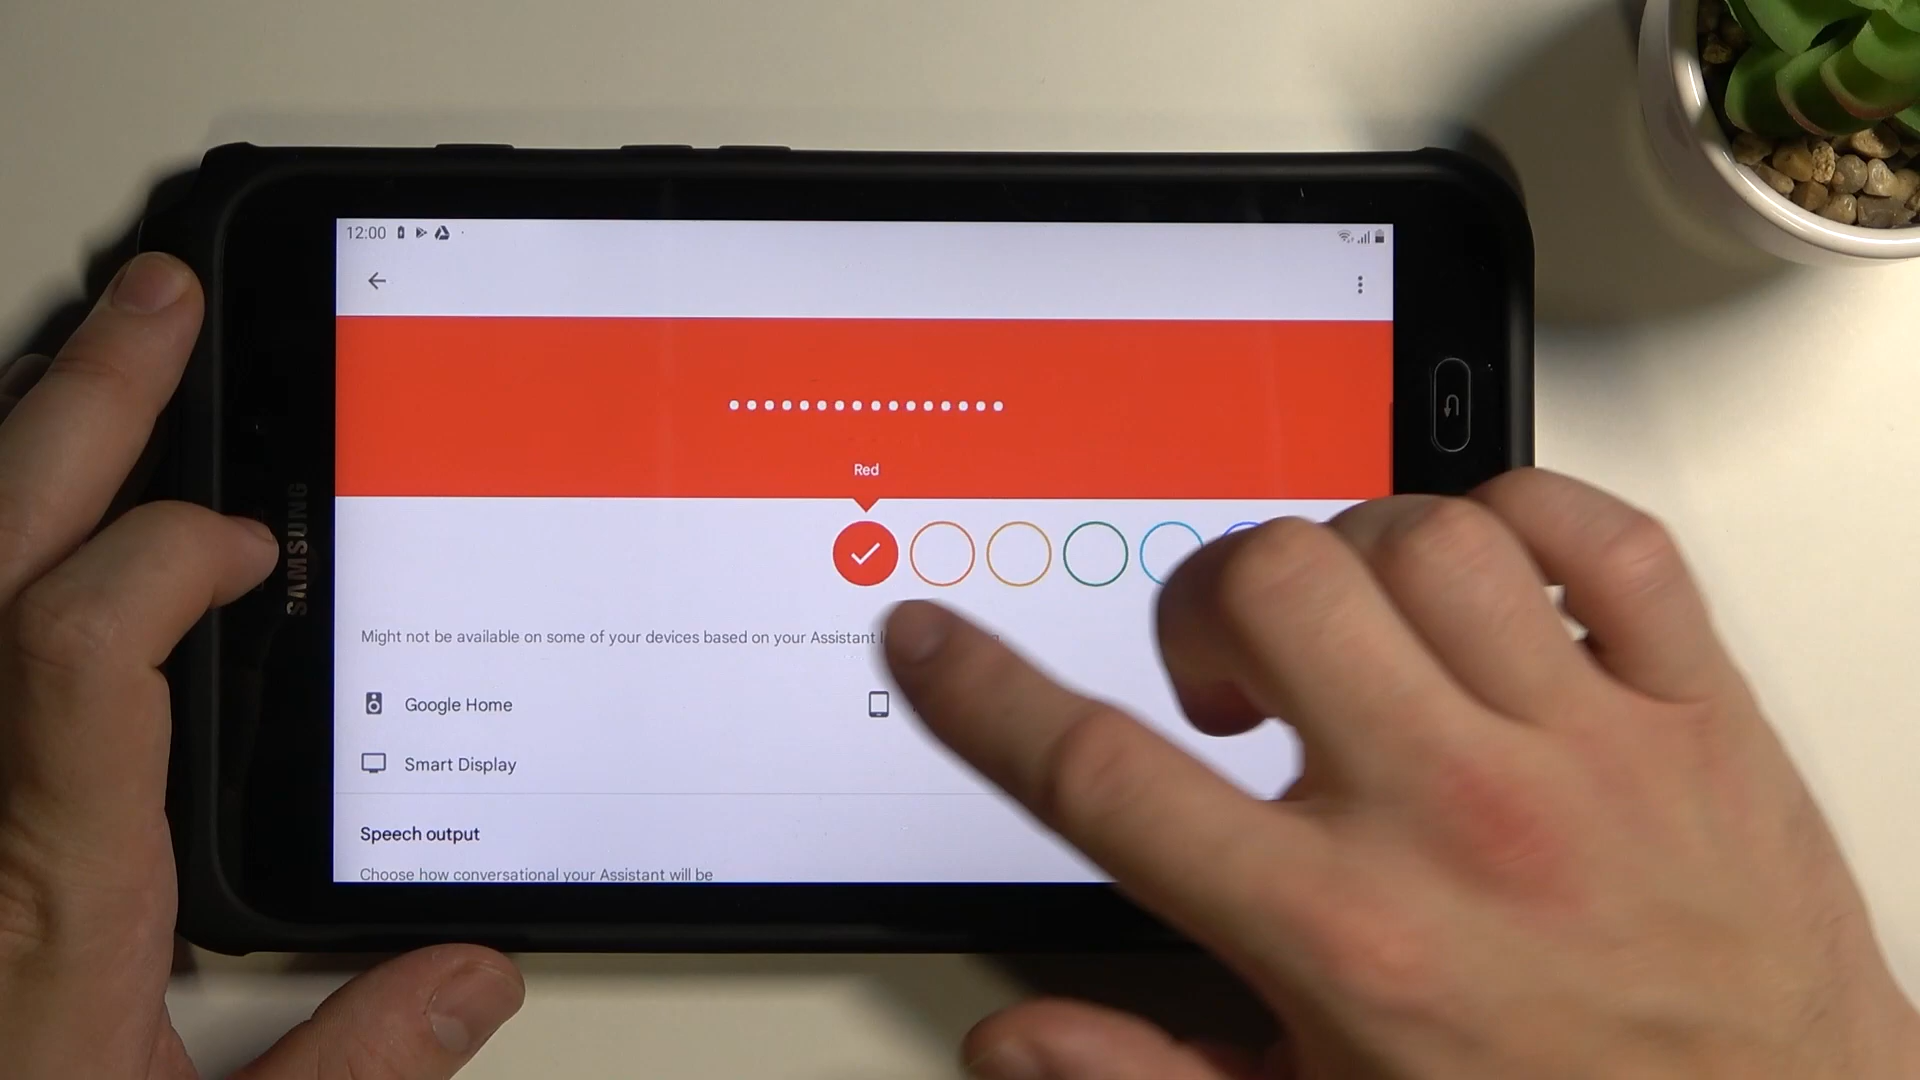 12:00
Red
Might not be available on some of your devices based on your Assistant
Google Home
Smart Display
Speech output
Choose how conversational your Assistant will be
SAMSUNG